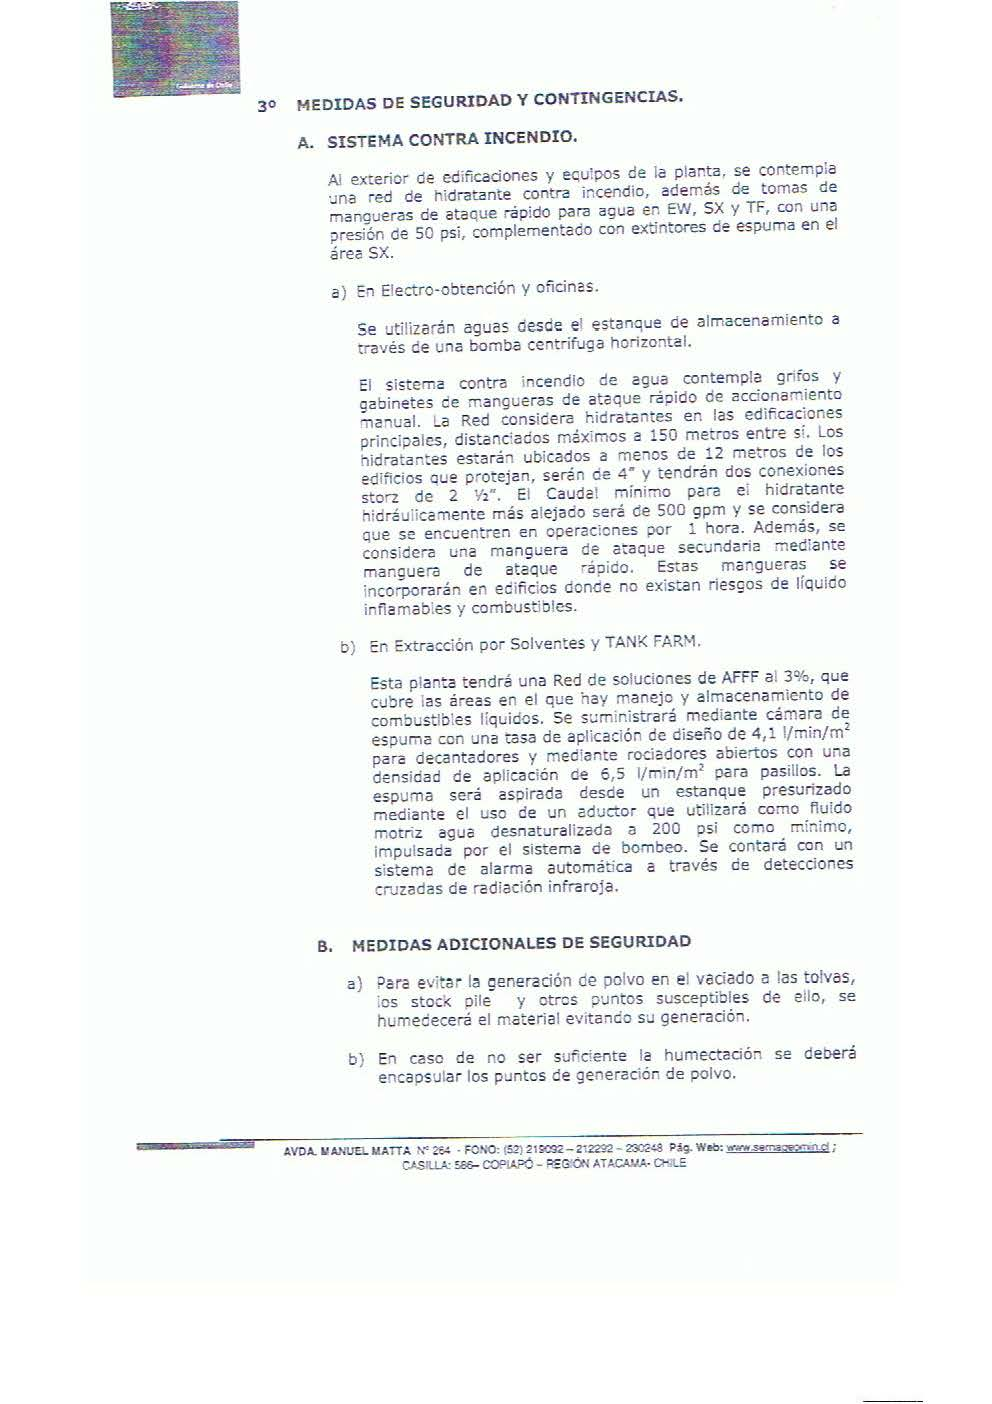 Gobierno de Chile
3º MEDIDAS DE SEGURIDAD Y CONTINGENCIAS.
A. SISTEMA CONTRA INCENDIO.
Al exterior de edificaciones y equipos de la planta, se contempla
una red de hidratante contra incendio, además de tomas de
mangueras de ataque rápido para agua en EW, SX y TF, con una
presión de 50 psi, complementado con extintores de espuma en el
área SX.
a) En Electro-obtención y oficinas.
Se utilizarán aguas desde el estanque de almacenamiento a
través de una bomba centrifuga horizontal.
El sistema contra incendio de agua contempla grifos y
gabinetes de mangueras de ataque rápido de accionamiento
manual. La Red considera hidratantes en las edificaciones
principales, distanciados máximos a 150 metros entre sí. Los
hidratantes estarán ubicados a menos de 12 metros de los
edificios que protejan, serán de 4" y tendrán dos conexiones
storz de 2 ½". El Caudal mínimo para el hidratante
hidráulicamente más alejado será de 500 gpm y se considera
que se encuentren en operaciones por 1 hora. Además, se
considera una manguera de ataque secundaria mediante
manguera de ataque rápido. Estas mangueras se
incorporarán en edificios donde no existan riesgos de líquido
inflamables y combustibles.
b) En Extracción por Solventes y TANK FARM.
Esta planta tendrá una Red de soluciones de AFFF al 3%, que
cubre las áreas en el que hay manejo y almacenamiento de
combustibles líquidos. Se suministrará mediante cámara de
espuma con una tasa de aplicación de diseño de 4,1 l/min/m²
para decantadores y mediante rociadores abiertos con una
densidad de aplicación de 6,5 l/min/m² para pasillos. La
espuma será aspirada desde un estanque presurizado
mediante el uso de un aductor que utilizará como fluido
motriz agua desnaturalizada a 200 psi como mínimo,
impulsada por el sistema de bombeo. Se contará con un
sistema de alarma automática a través de detecciones
cruzadas de radiación infraroja.
B. MEDIDAS ADICIONALES DE SEGURIDAD
a) Para evitar la generación de polvo en el vaciado a las tolvas,
los stock pile y otros puntos susceptibles de ello, se
humedecerá el material evitando su generación.
b) En caso de no ser suficiente la humectación se deberá
encapsular los puntos de generación de polvo.
AVDA. MANUEL MATTA Nº 264 - FONO: (52) 219092 – 212292 – 230248 Pág. Web: www.sernageomin.cl ;
CASILLA: 586– COPIAPÓ – REGIÓN ATACAMA- CHILE